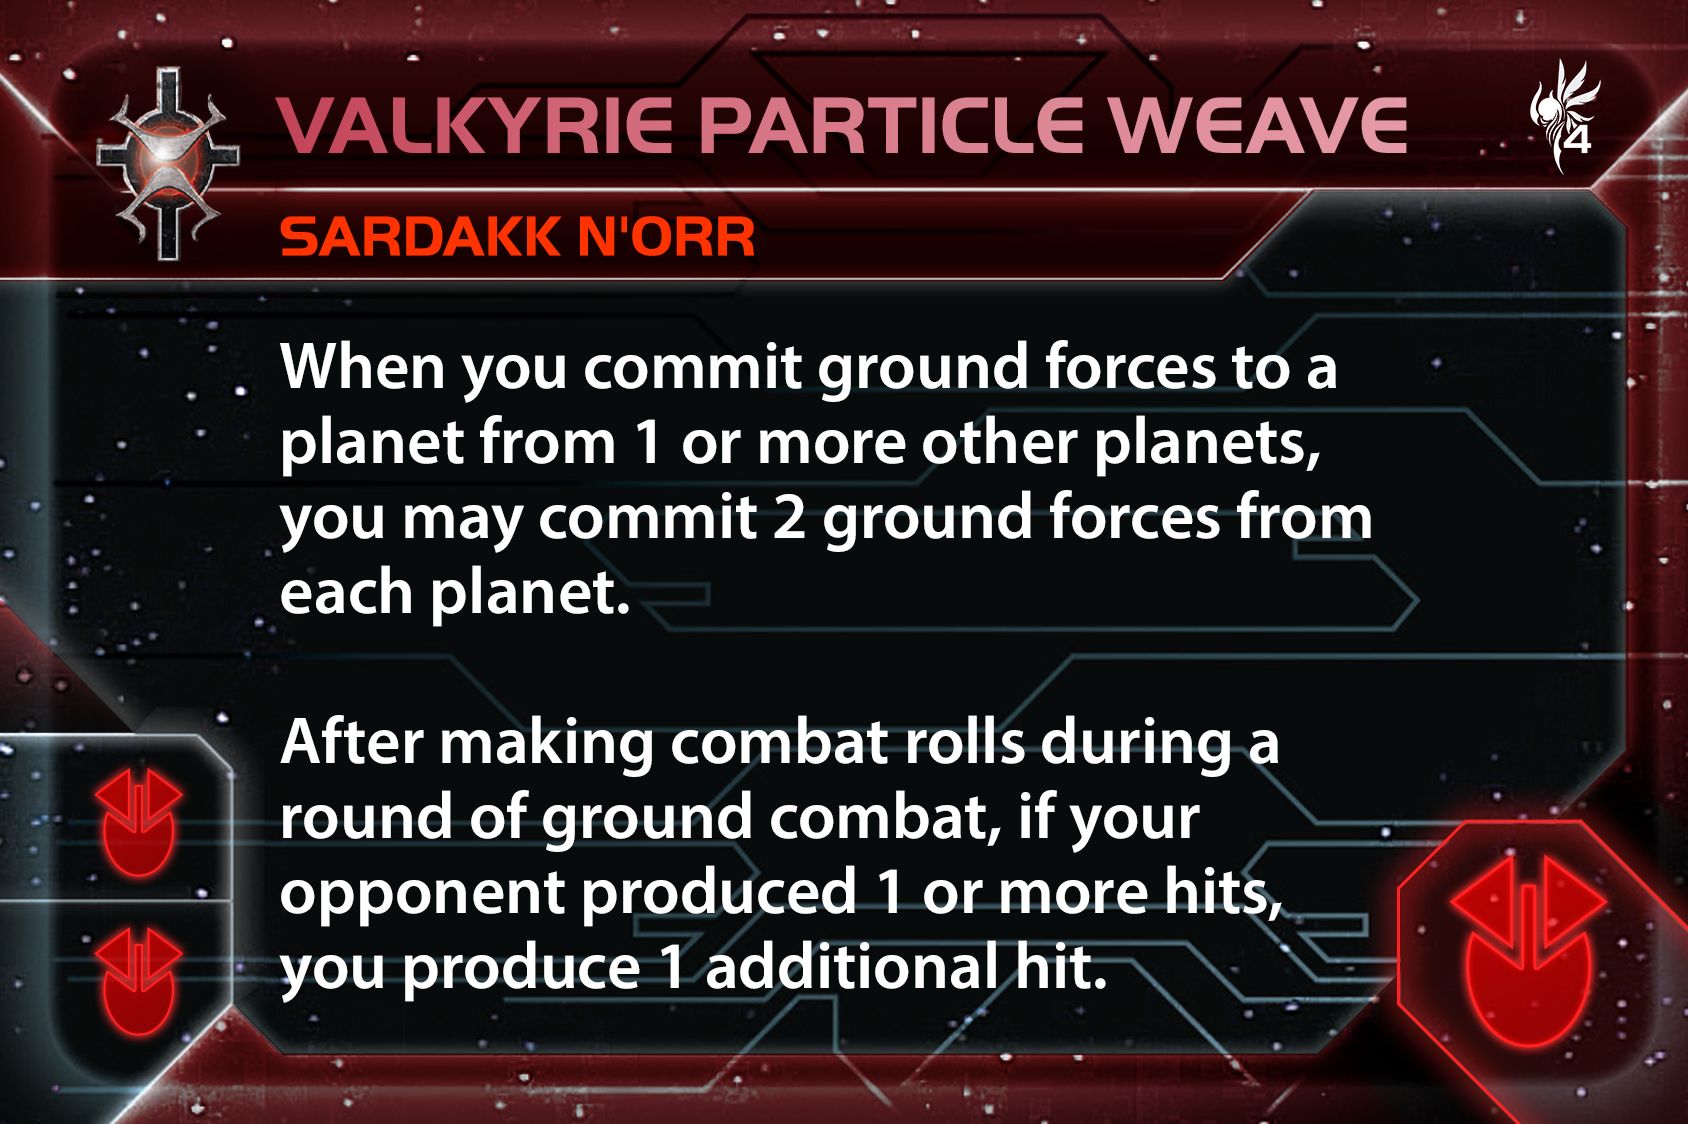 VALKYRIE PARTICLE WEAVE
4
SARDAKK N'ORR
When you commit ground forces to a
planet from 1 or more other planets,
you may commit 2 ground forces from
each planet.
After making combat rolls during a
round of ground combat, if your
opponent produced 1 or more hits,
you produce 1 additional hit.